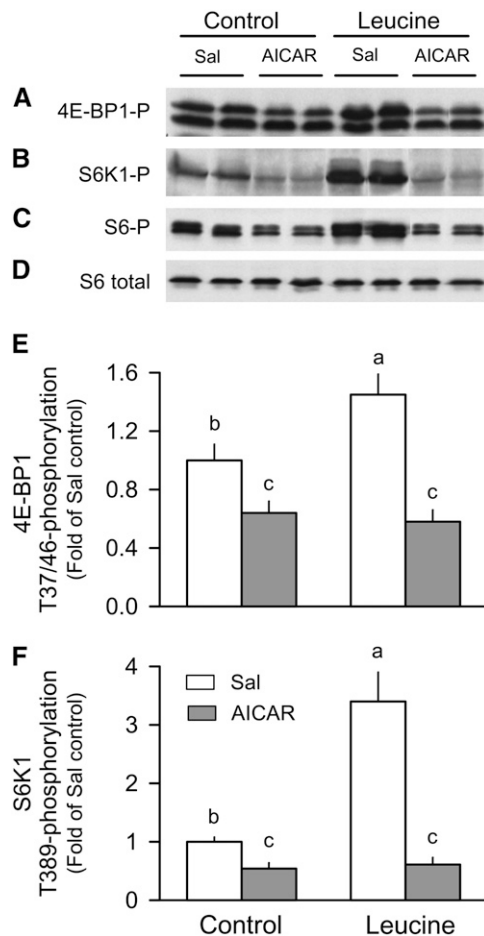 Control Leucine
Sal AICAR Sal AICAR
A 4E-BP1-P
B S6K1-P
C S6-P
D S6 total
E
4E-BP1
T37/46-phosphorylation
(Fold of Sal control)
1.6
1.2
0.8
0.4
0.0
b
c
a
c
F
S6K1
T389-phosphorylation
(Fold of Sal control)
4
3
2
1
0
Sal
AICAR
b
c
a
c
Control Leucine